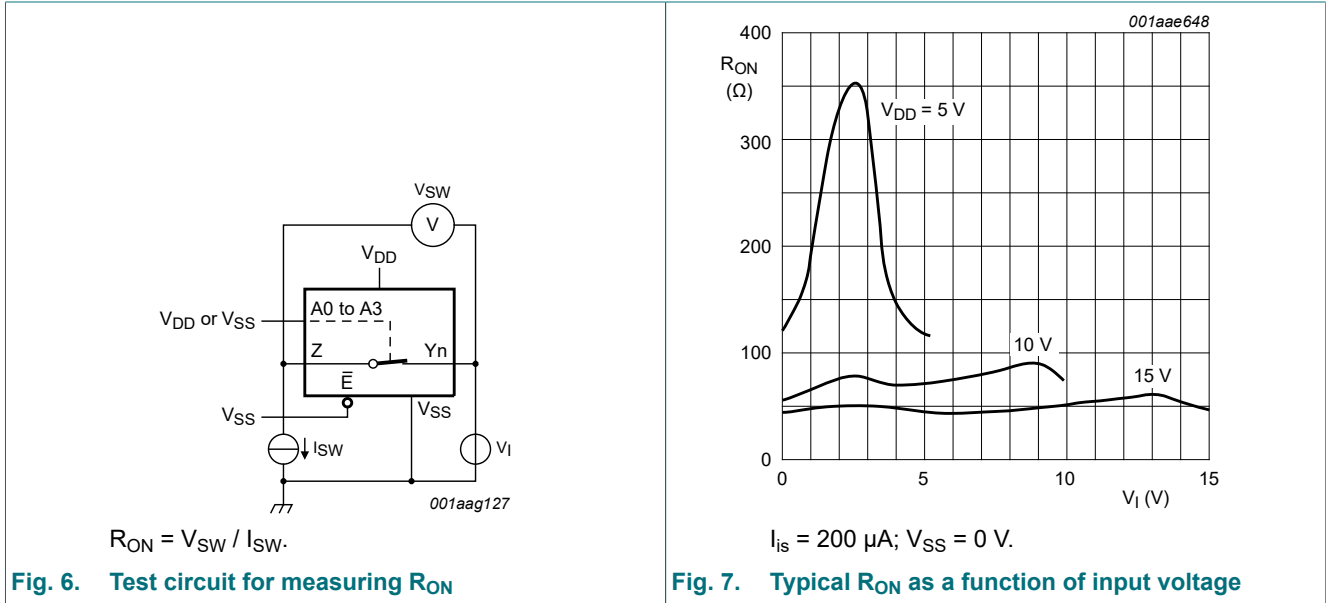 VSW
V
VDD
VDD or VSS
A0 to A3
Z
Yn
E̅
VSS
VSS
ISW
VI
001aag127
RON = VSW / ISW.
Fig. 6. Test circuit for measuring RON
001aae648
400
RON
(Ω)
VDD = 5 V
300
200
100
10 V
15 V
0
0
5
10
15
VI (V)
Iis = 200 µA; VSS = 0 V.
Fig. 7. Typical RON as a function of input voltage